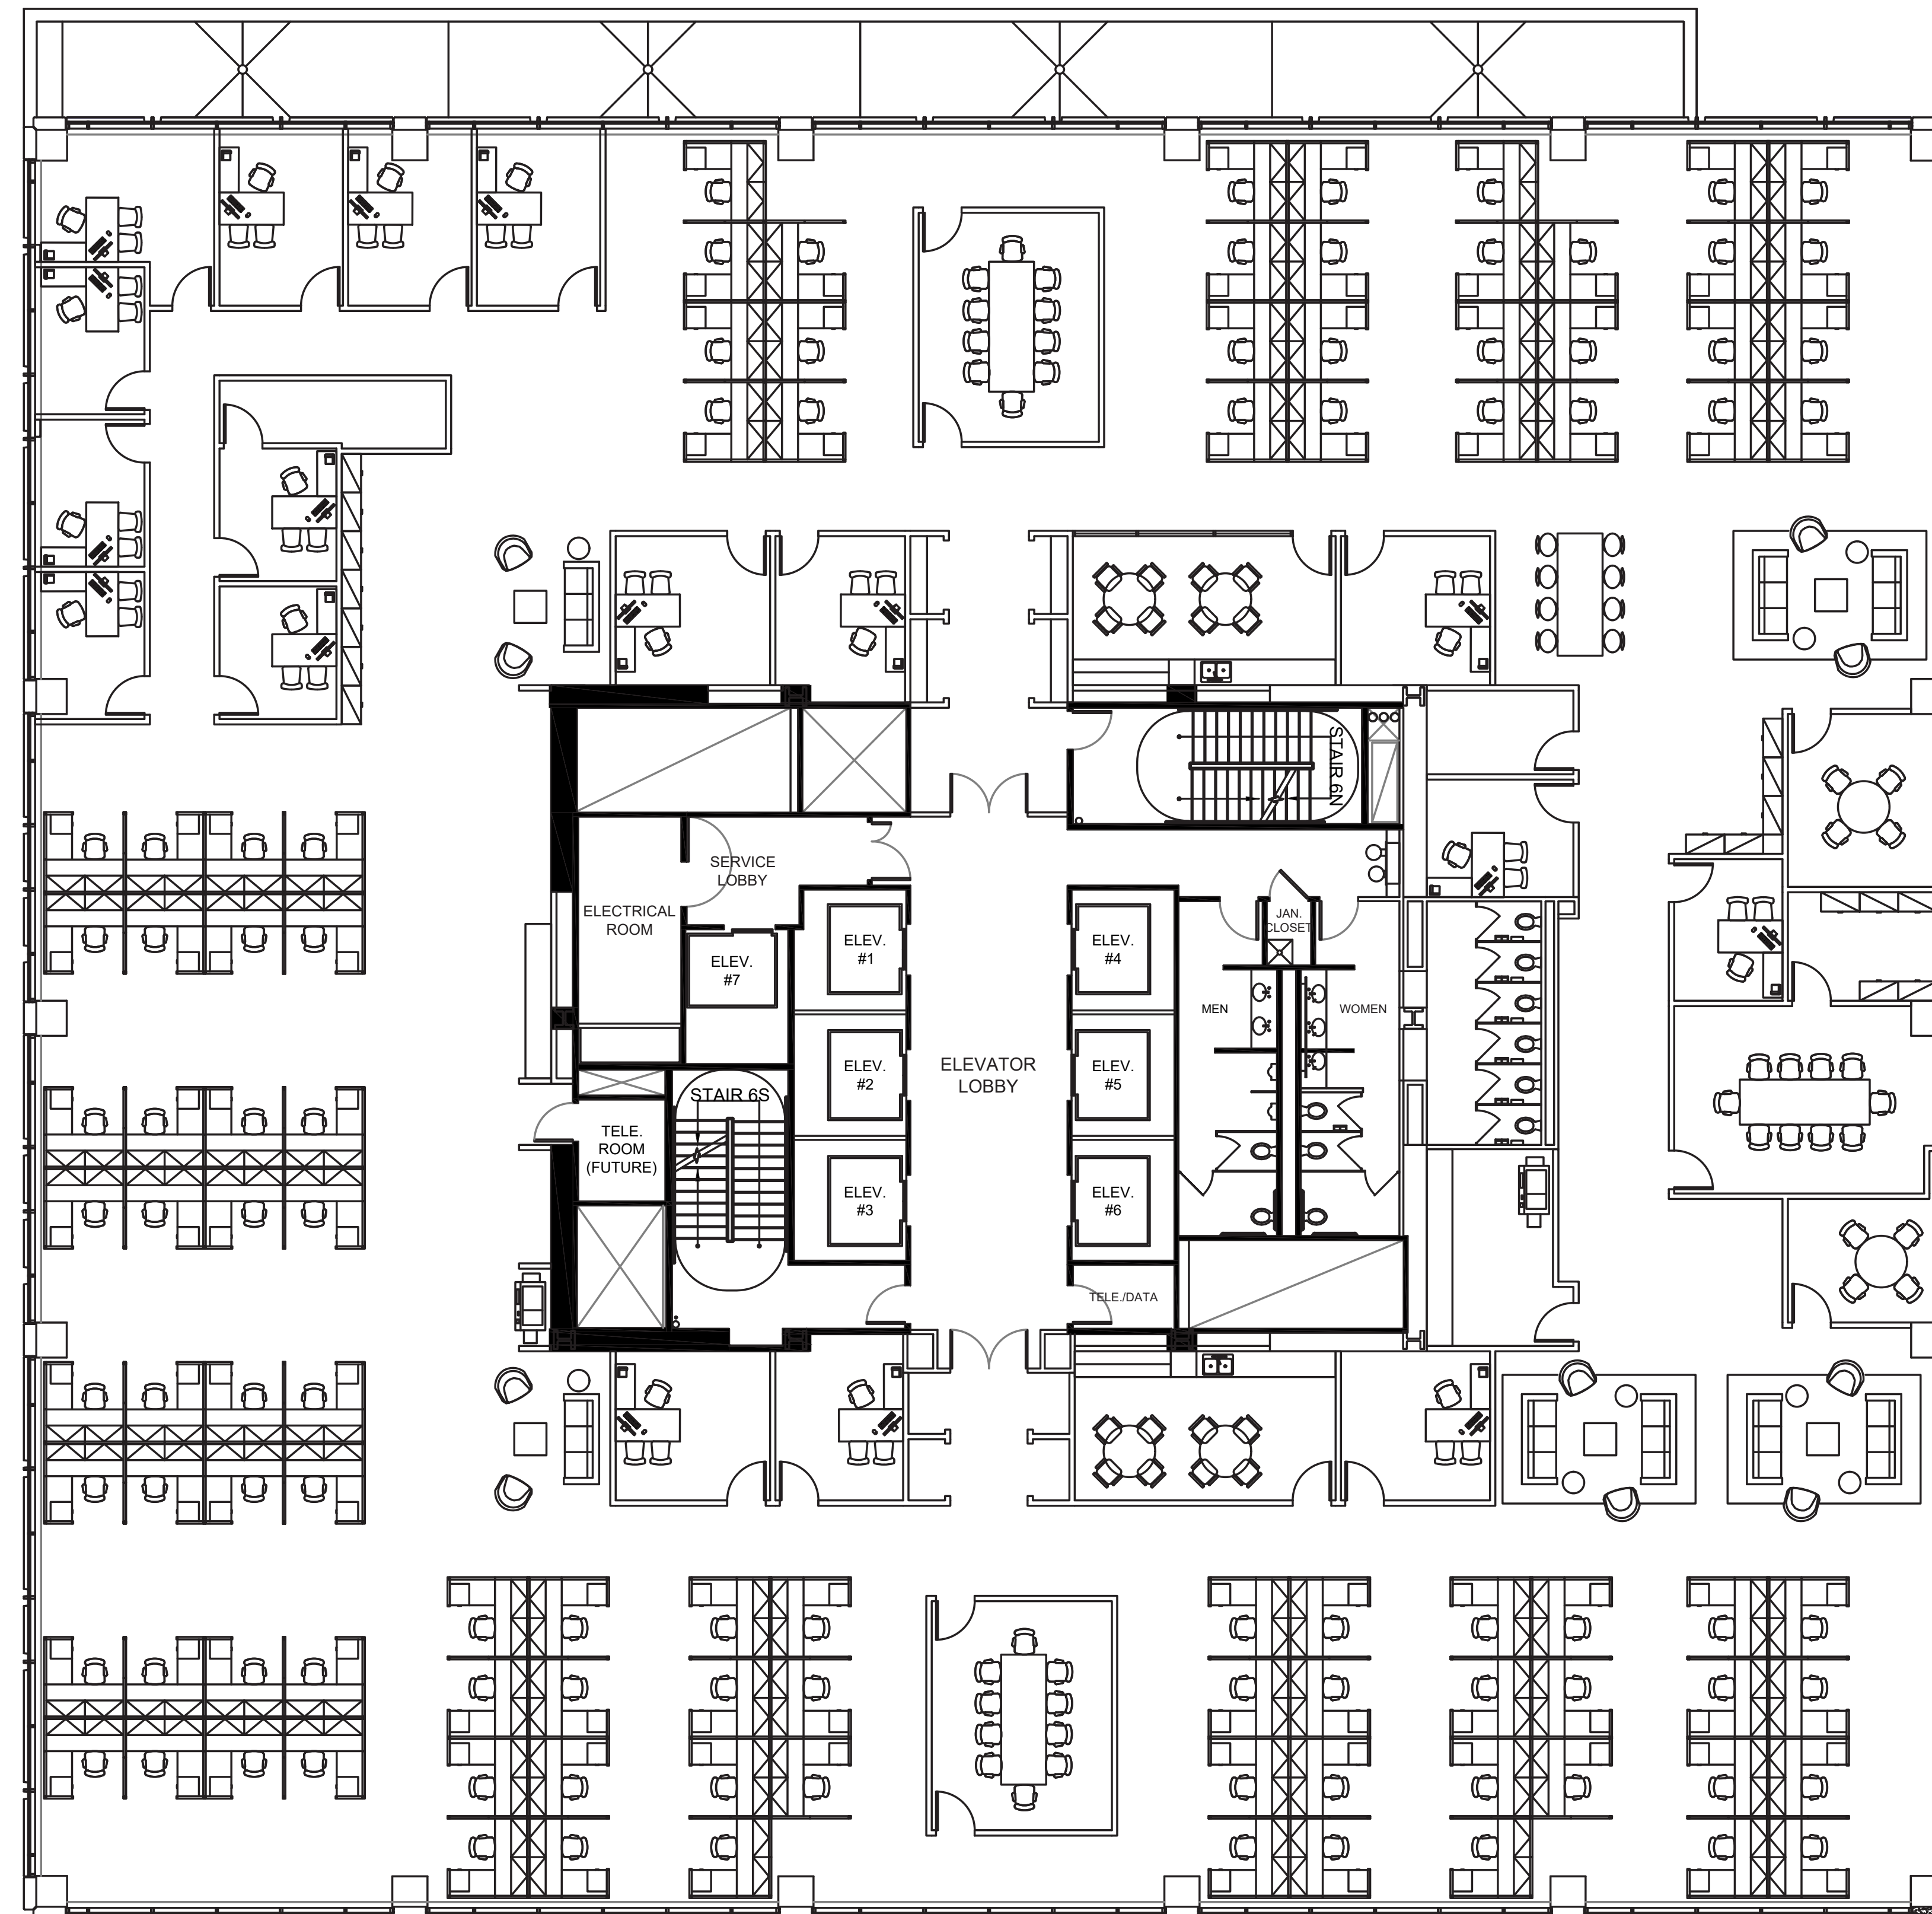 STAIR 6N
SERVICE
LOBBY
ELECTRICAL
ROOM
JAN.
CLOSET
ELEV.
#1
ELEV.
#4
ELEV.
#7
MEN
WOMEN
ELEVATOR
LOBBY
ELEV.
#2
ELEV.
#5
STAIR 6S
TELE.
ROOM
(FUTURE)
ELEV.
#3
ELEV.
#6
TELE./DATA